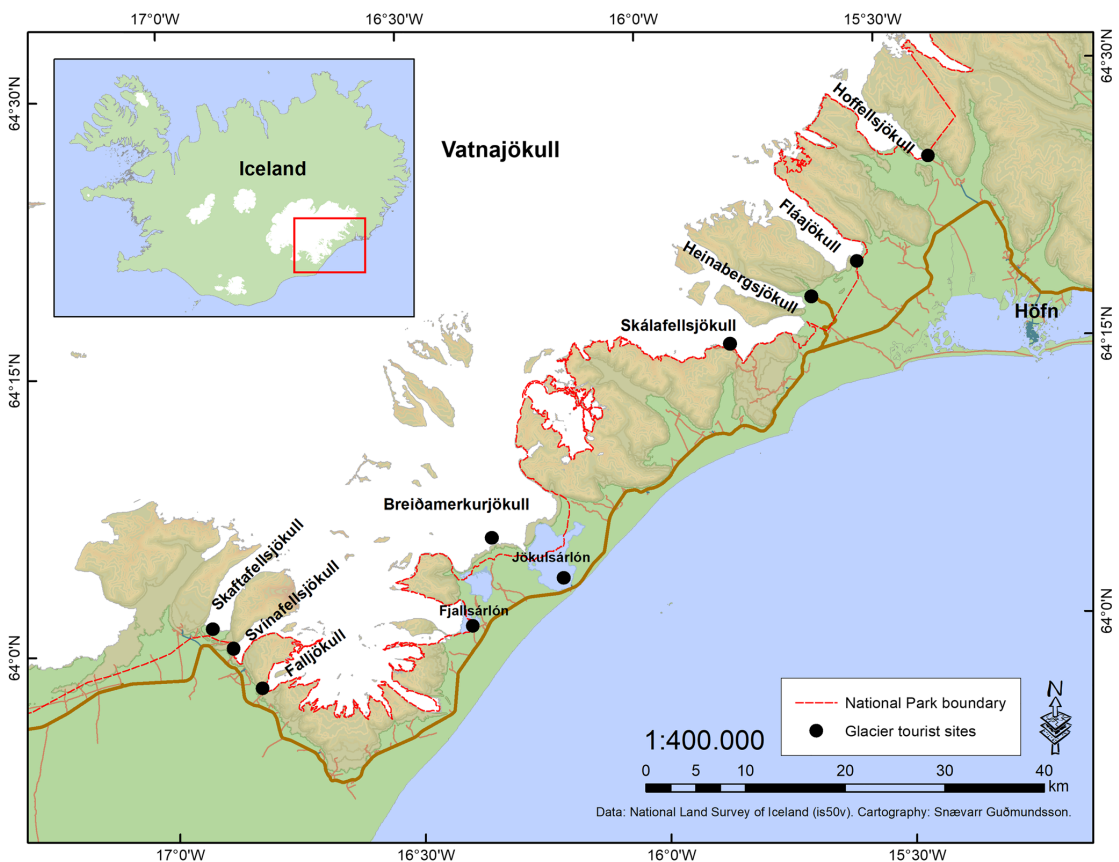 17°0'W
16°30'W
16°0'W
15°30'W
64°30'N
64°30'N
Iceland
Vatnajökull
Hoffellsjökull
Fláajökull
Heinabergsjökull
Höfn
Skálafellsjökull
64°15'N
64°15'N
Breiðamerkurjökull
Jökulsárlón
Skaftafellsjökull
Svínafellsjökull
Fjallsárlón
Falljökull
64°0'N
64°0'N
National Park boundary
Glacier tourist sites
N
1:400.000
0 5 10 20 30 40
km
Data: National Land Survey of Iceland (is50v). Cartography: Snævarr Guðmundsson.
17°0'W
16°30'W
16°0'W
15°30'W